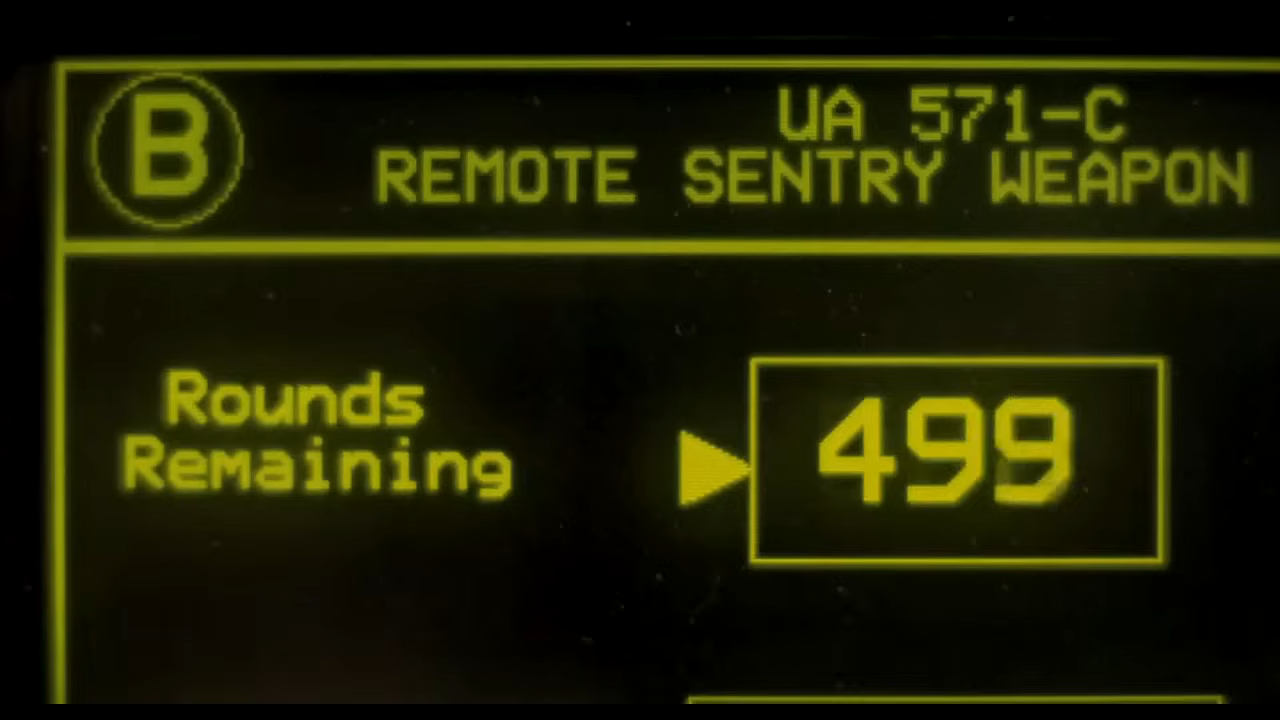 B
UA 571-C
REMOTE SENTRY WEAPON
Rounds
Remaining
499